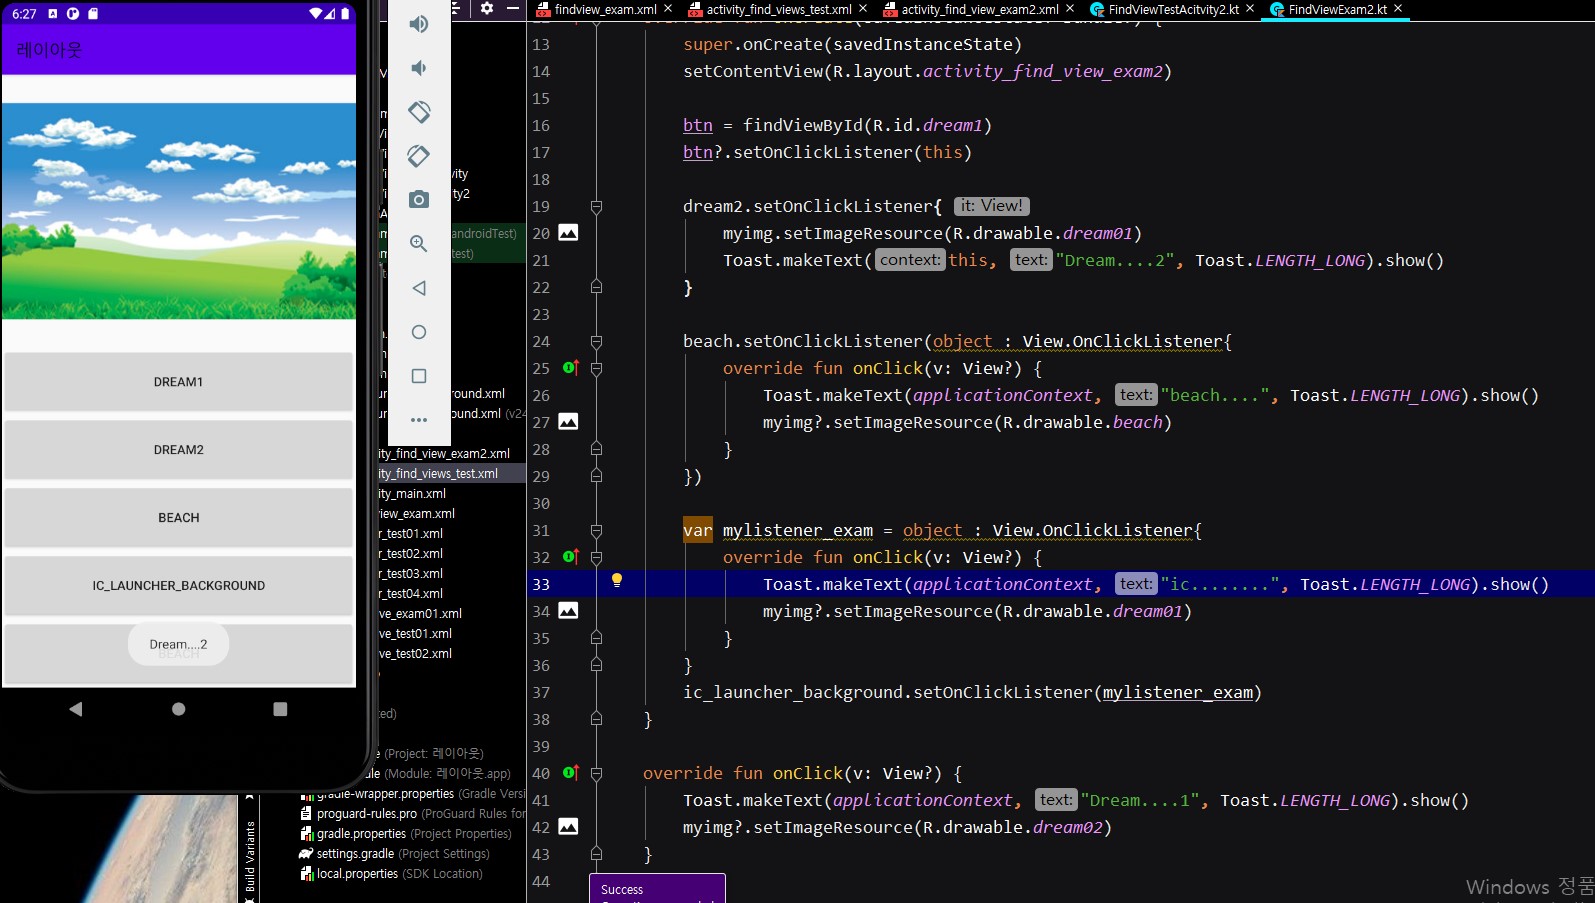 6:27
레이아웃
DREAM1
DREAM2
BEACH
IC_LAUNCHER_BACKGROUND
BEACH
Dream....2
findview_exam.xml
activity_find_views_test.xml
activity_find_view_exam2.xml
FindViewTestAcitvity2.kt
FindViewExam2.kt
androidTest)
test)
ity_find_view_exam2.xml
ity_find_views_test.xml
ity_main.xml
iew_exam.xml
r_test01.xml
r_test02.xml
r_test03.xml
r_test04.xml
ve_exam01.xml
ve_test01.xml
ve_test02.xml
(Project: 레이아웃)
(Module: 레이아웃.app)
gradle-wrapper.properties (Gradle Versi
proguard-rules.pro (ProGuard Rules for
gradle.properties (Project Properties)
settings.gradle (Project Settings)
local.properties (SDK Location)
Build Variants
13 super.onCreate(savedInstanceState)
14 setContentView(R.layout.activity_find_view_exam2)
15
16 btn = findViewById(R.id.dream1)
17 btn?.setOnClickListener(this)
18
19 dream2.setOnClickListener{ it: View!
20 myimg.setImageResource(R.drawable.dream01)
21 Toast.makeText( context: this, text: "Dream....2", Toast.LENGTH_LONG).show()
22 }
23
24 beach.setOnClickListener(object : View.OnClickListener{
25 override fun onClick(v: View?) {
26 Toast.makeText(applicationContext, text: "beach....", Toast.LENGTH_LONG).show()
27 myimg?.setImageResource(R.drawable.beach)
28 }
29 })
30
31 var mylistener_exam = object : View.OnClickListener{
32 override fun onClick(v: View?) {
33 Toast.makeText(applicationContext, text: "ic........", Toast.LENGTH_LONG).show()
34 myimg?.setImageResource(R.drawable.dream01)
35 }
36 }
37 ic_launcher_background.setOnClickListener(mylistener_exam)
38 }
39
40 override fun onClick(v: View?) {
41 Toast.makeText(applicationContext, text: "Dream....1", Toast.LENGTH_LONG).show()
42 myimg?.setImageResource(R.drawable.dream02)
43 }
44
Success
Windows 정품